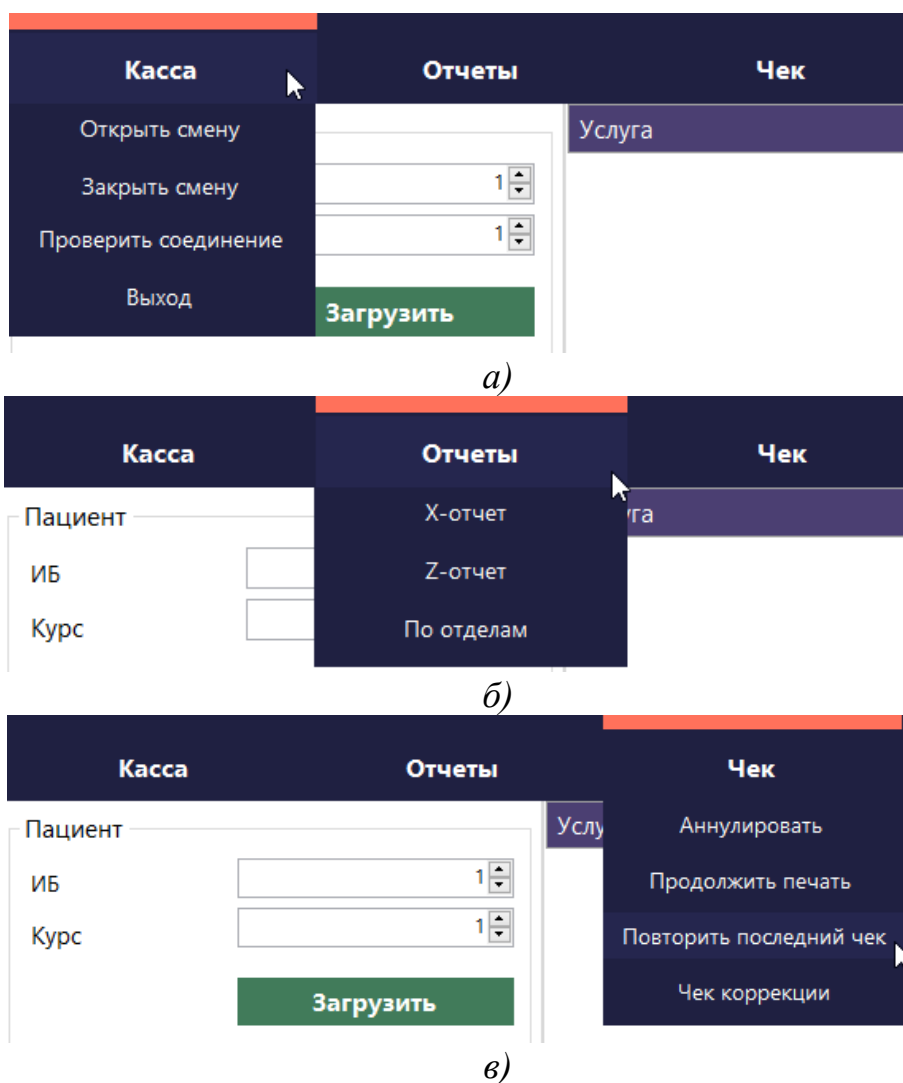 Касса Отчеты Чек
Открыть смену Услуга
Закрыть смену 1
Проверить соединение 1
Выход Загрузить
а)
Касса Отчеты Чек
Пациент X-отчет уга
ИБ Z-отчет
Курс По отделам
б)
Касса Отчеты Чек
Пациент Услу Аннулировать
ИБ 1 Продолжить печать
Курс 1 Повторить последний чек
Загрузить Чек коррекции
в)